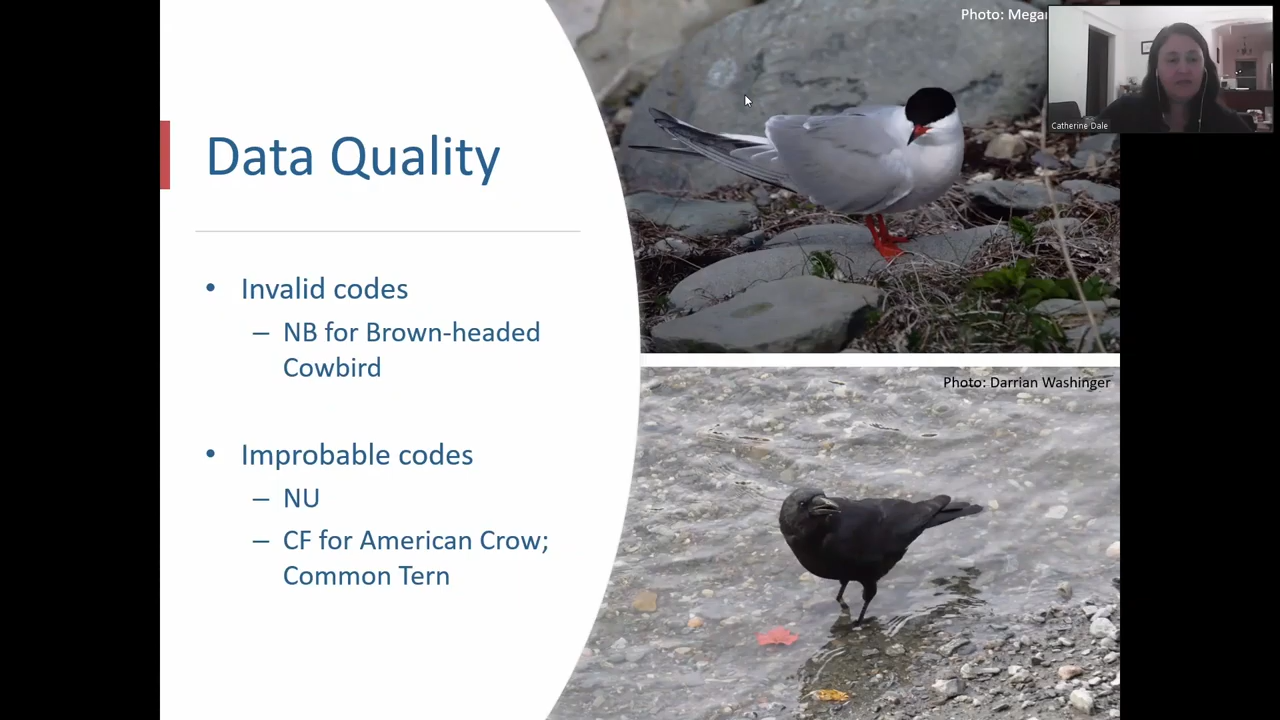 Photo: Mega
Catherine Dale
Data Quality
• Invalid codes
– NB for Brown-headed
Cowbird
• Improbable codes
– NU
– CF for American Crow;
Common Tern
Photo: Darrian Washinger